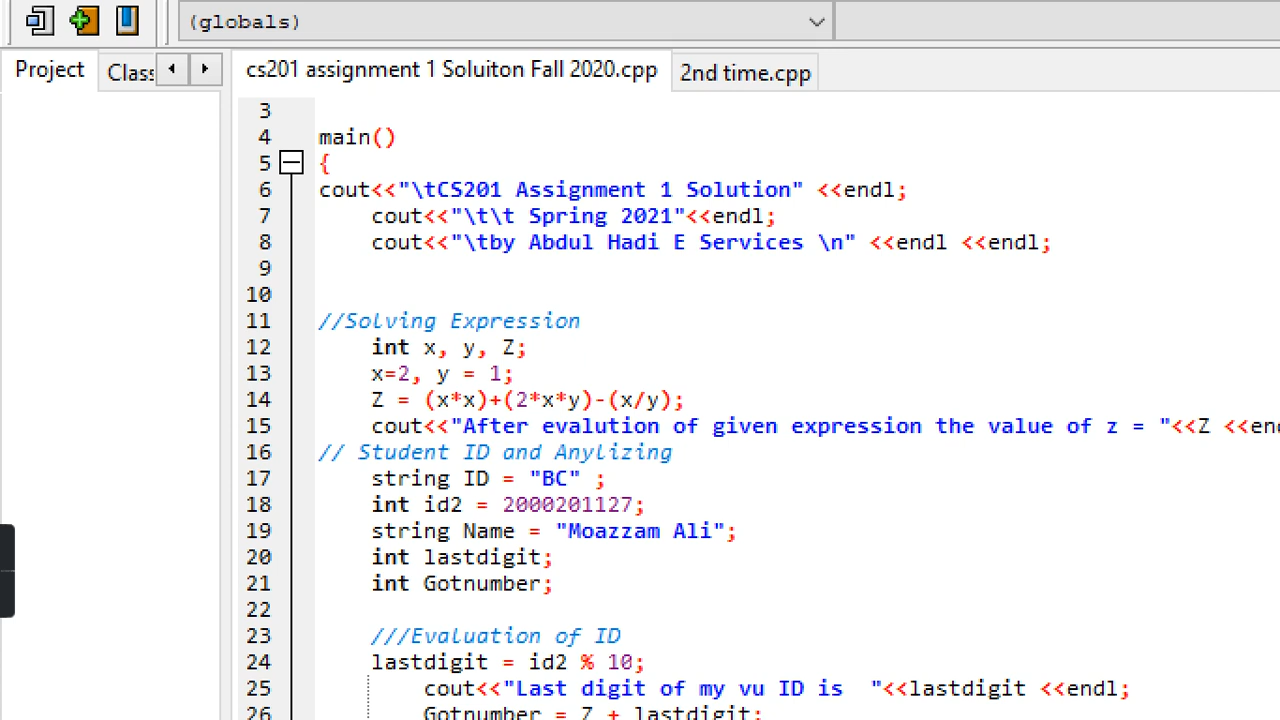 (globals)
Project
Class
cs201 assignment 1 Soluiton Fall 2020.cpp
2nd time.cpp
3
4 main()
5 {
6 cout<<"\tCS201 Assignment 1 Solution" <<endl;
7 cout<<"\t\t Spring 2021"<<endl;
8 cout<<"\tby Abdul Hadi E Services \n" <<endl <<endl;
9
10
11 //Solving Expression
12 int x, y, Z;
13 x=2, y = 1;
14 Z = (x*x)+(2*x*y)-(x/y);
15 cout<<"After evalution of given expression the value of z = "<<Z <<en
16 // Student ID and Anylizing
17 string ID = "BC" ;
18 int id2 = 2000201127;
19 string Name = "Moazzam Ali";
20 int lastdigit;
21 int Gotnumber;
22
23 ///Evaluation of ID
24 lastdigit = id2 % 10;
25 cout<<"Last digit of my vu ID is  "<<lastdigit <<endl;
26 Gotnumber = Z + lastdigit;